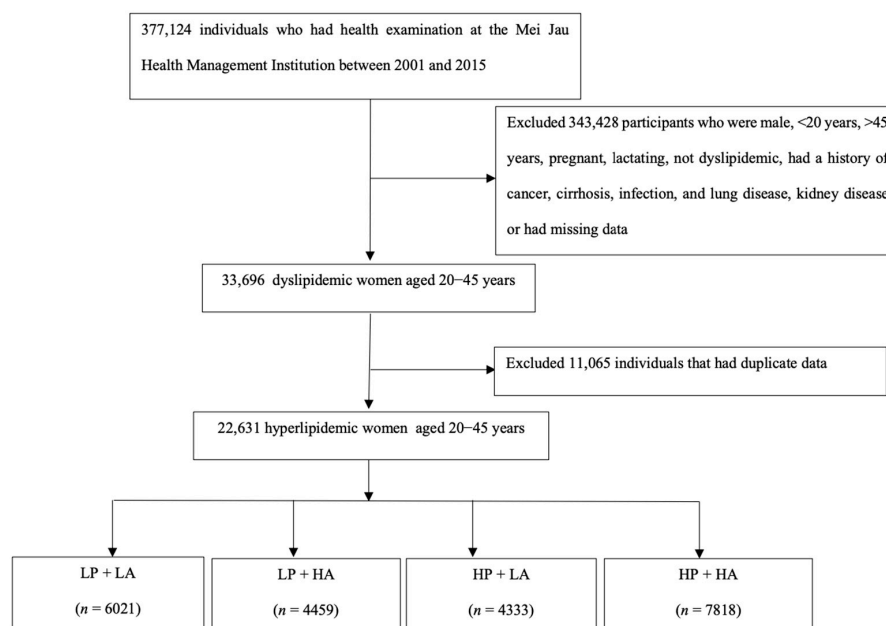 377,124 individuals who had health examination at the Mei Jau
Health Management Institution between 2001 and 2015
Excluded 343,428 participants who were male, <20 years, >45
years, pregnant, lactating, not dyslipidemic, had a history of
cancer, cirrhosis, infection, and lung disease, kidney disease
or had missing data
33,696 dyslipidemic women aged 20−45 years
Excluded 11,065 individuals that had duplicate data
22,631 hyperlipidemic women aged 20−45 years
LP + LA
(n = 6021)
LP + HA
(n = 4459)
HP + LA
(n = 4333)
HP + HA
(n = 7818)